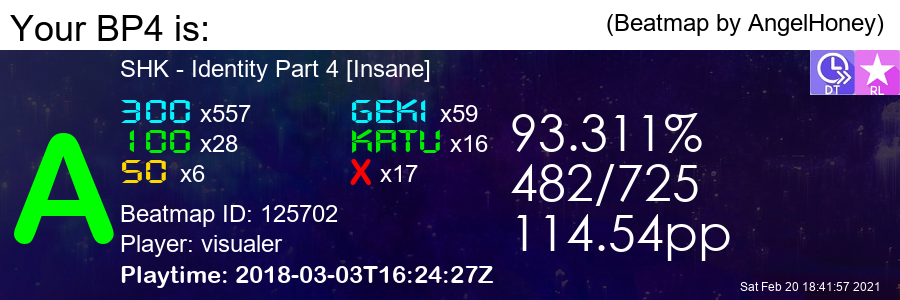 Your BP4 is:
(Beatmap by AngelHoney)
SHK - Identity Part 4 [Insane]
DT RL
300 x557 GEKI x59
100 x28 KATU x16
50 x6 X x17
A
93.311%
482/725
114.54pp
Beatmap ID: 125702
Player: visualer
Playtime: 2018-03-03T16:24:27Z
Sat Feb 20 18:41:57 2021